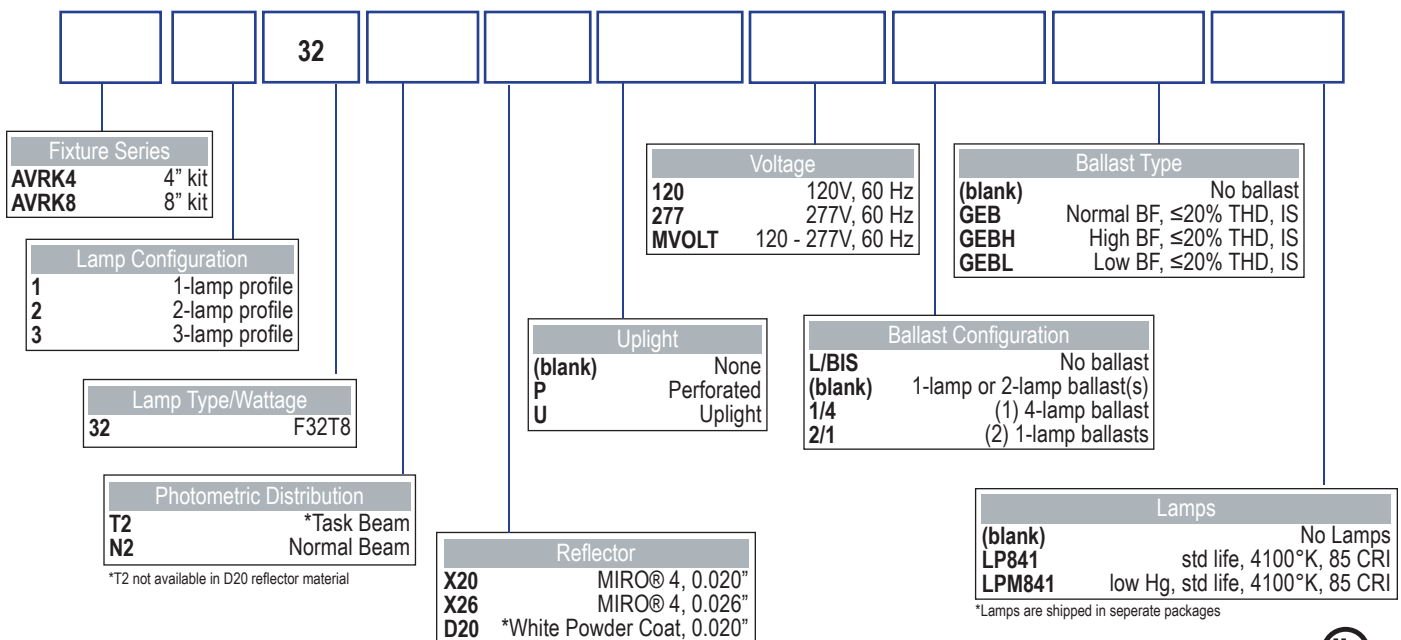 32
Fixture Series
AVRK4 4” kit
AVRK8 8” kit
Lamp Configuration
1 1-lamp profile
2 2-lamp profile
3 3-lamp profile
Lamp Type/Wattage
32 F32T8
Photometric Distribution
T2 *Task Beam
N2 Normal Beam
*T2 not available in D20 reflector material
Reflector
X20 MIRO® 4, 0.020”
X26 MIRO® 4, 0.026”
D20 *White Powder Coat, 0.020”
Uplight
(blank) None
P Perforated
U Uplight
Voltage
120 120V, 60 Hz
277 277V, 60 Hz
MVOLT 120 - 277V, 60 Hz
Ballast Configuration
L/BIS No ballast
(blank) 1-lamp or 2-lamp ballast(s)
1/4 (1) 4-lamp ballast
2/1 (2) 1-lamp ballasts
Ballast Type
(blank) No ballast
GEB Normal BF, ≤20% THD, IS
GEBH High BF, ≤20% THD, IS
GEBL Low BF, ≤20% THD, IS
Lamps
(blank) No Lamps
LP841 std life, 4100°K, 85 CRI
LPM841 low Hg, std life, 4100°K, 85 CRI
*Lamps are shipped in seperate packages